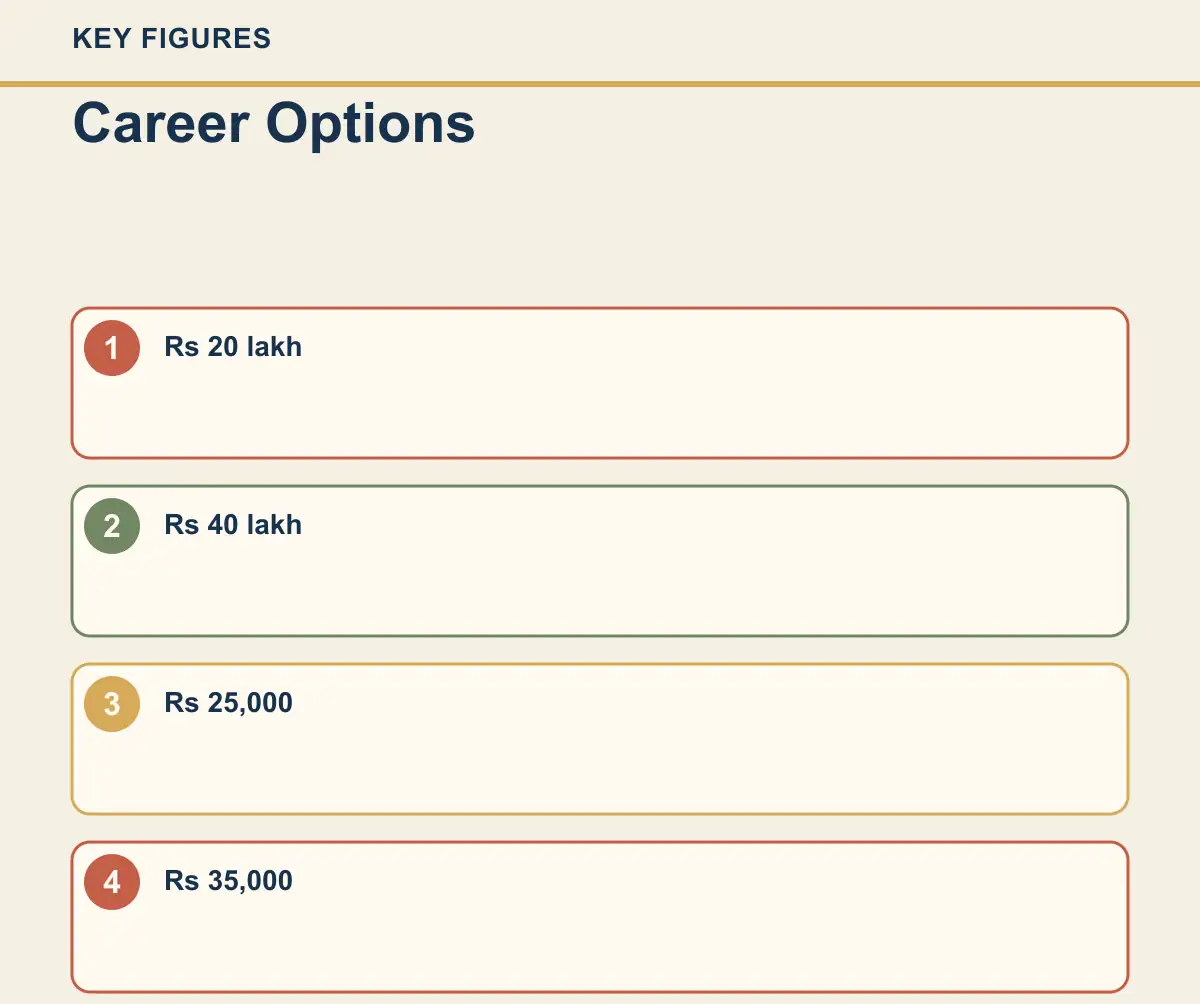 KEY FIGURES
Career Options
1 Rs 20 lakh
2 Rs 40 lakh
3 Rs 25,000
4 Rs 35,000